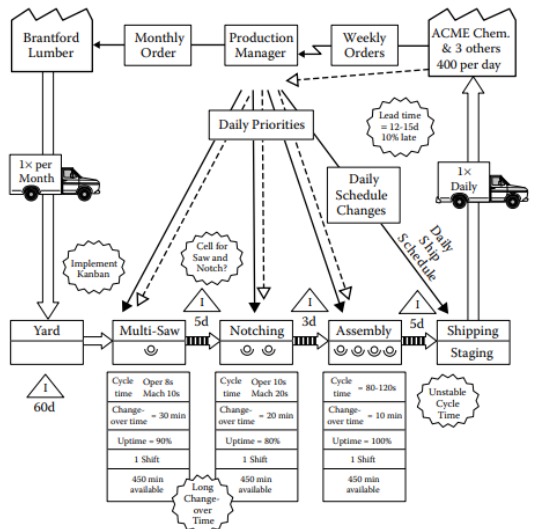 Brantford
Lumber
Monthly
Order
Production
Manager
Weekly
Orders
ACME Chem.
& 3 others
400 per day
Daily Priorities
Lead time
= 12-15d
10% late
1× per
Month
Daily
Schedule
Changes
1×
Daily
Implement
Kanban
Cell for
Saw and
Notch?
Daily
Ship
Schedule
I
5d
I
3d
I
5d
Yard
Multi-Saw
Notching
Assembly
Shipping
Staging
I
60d
Cycle
time
Oper 8s
Mach 10s
Change-
over time
= 30 min
Uptime = 90%
1 Shift
450 min
available
Cycle
time
Oper 10s
Mach 20s
Change-
over time
= 20 min
Uptime = 80%
1 Shift
450 min
available
Cycle
time
= 80-120s
Change-
over time
= 10 min
Uptime = 100%
1 Shift
450 min
available
Unstable
Cycle
Time
Long
Change-
over
Time